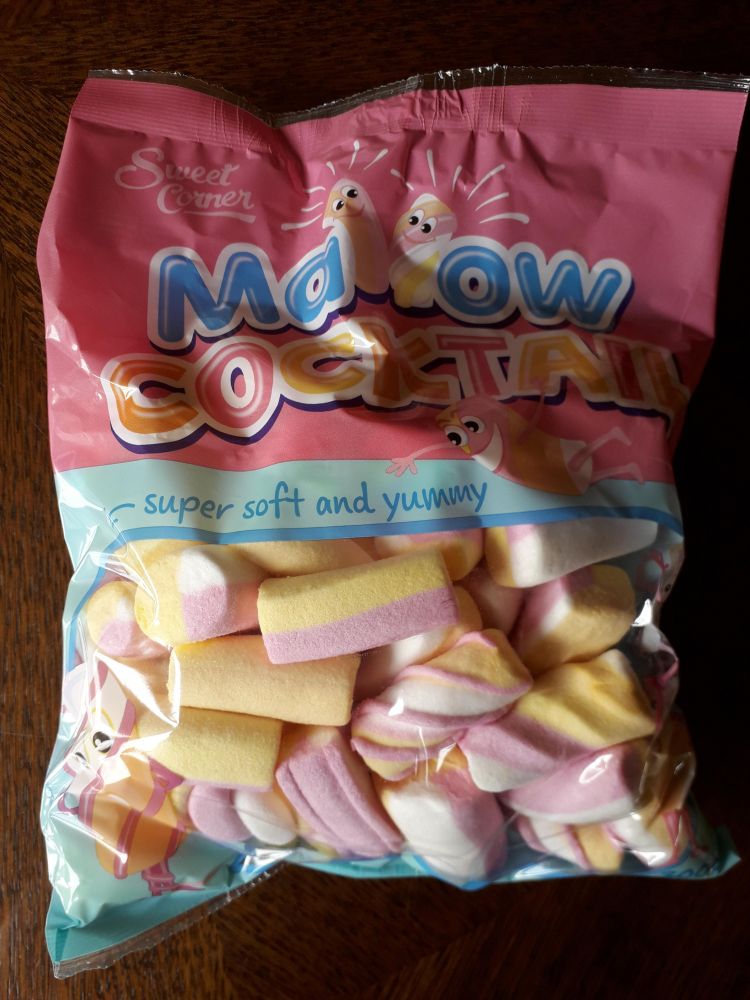 Sweet
Corner
Mallow
COCKTAIL
super soft and yummy